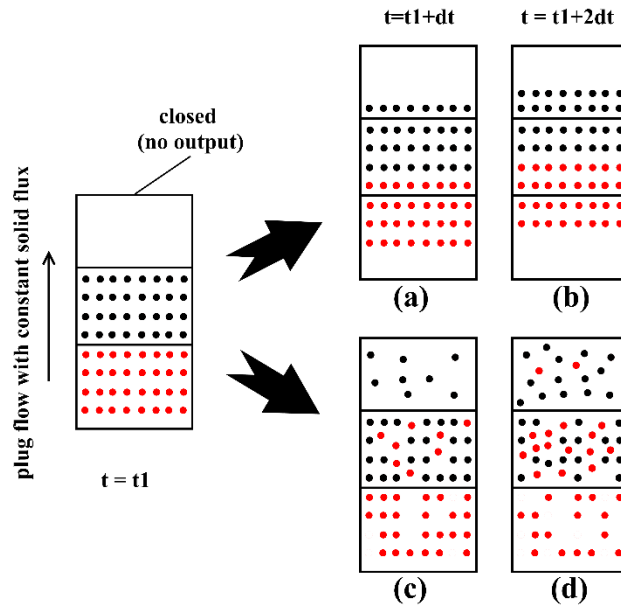 t=t1+dt
t = t1+2dt
closed
(no output)
plug flow with constant solid flux
(a)
(b)
t = t1
(c)
(d)